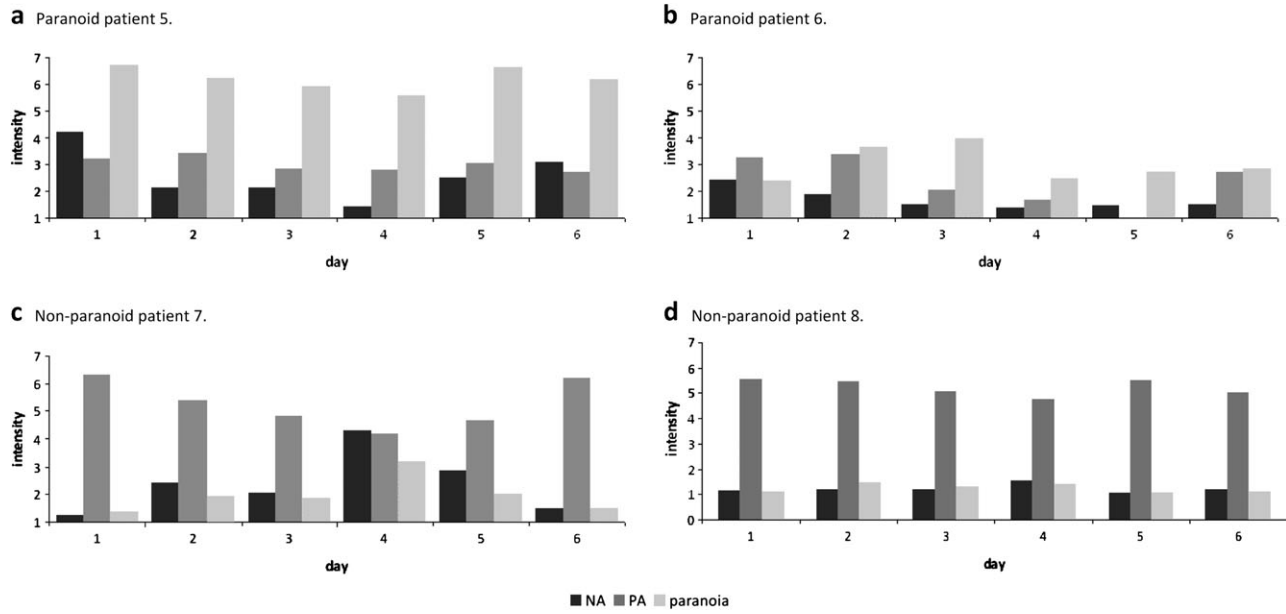 a Paranoid patient 5.
7
6
5
4
3
2
1
intensity
1 2 3 4 5 6
day
b Paranoid patient 6.
7
6
5
4
3
2
1
intensity
1 2 3 4 5 6
day
c Non-paranoid patient 7.
7
6
5
4
3
2
1
intensity
1 2 3 4 5 6
day
d Non-paranoid patient 8.
7
6
5
4
3
2
1
0
intensity
1 2 3 4 5 6
day
NA PA paranoia